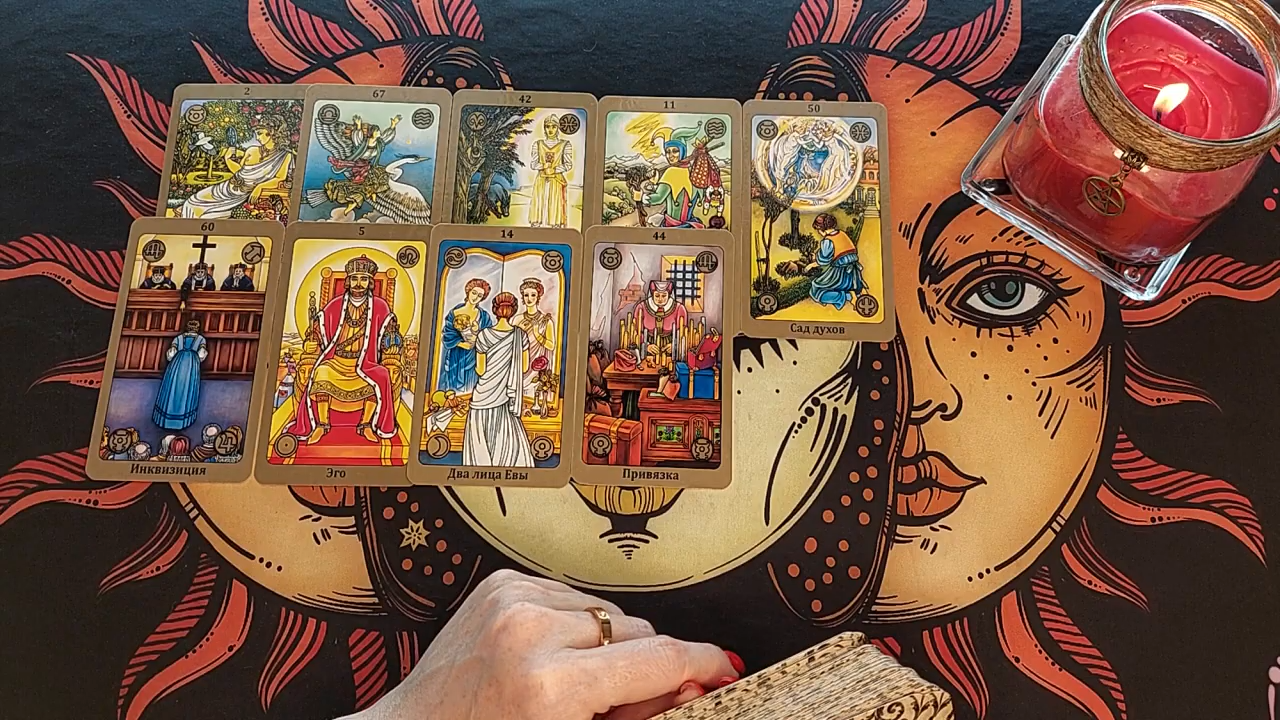 2
67
42
11
50
Сад духов
60
Инквизиция
5
Эго
14
Два лица Евы
44
Привязка